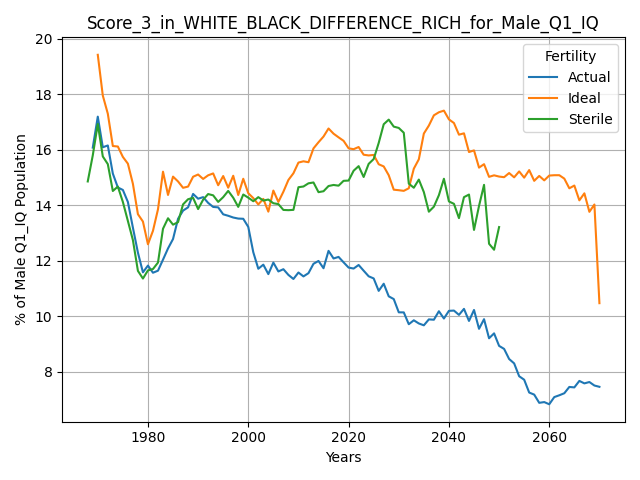 Score_3_in_WHITE_BLACK_DIFFERENCE_RICH_for_Male_Q1_IQ
% of Male Q1_IQ Population
20
18
16
14
12
10
8
Fertility
Actual
Ideal
Sterile
1980
2000
2020
2040
2060
Years